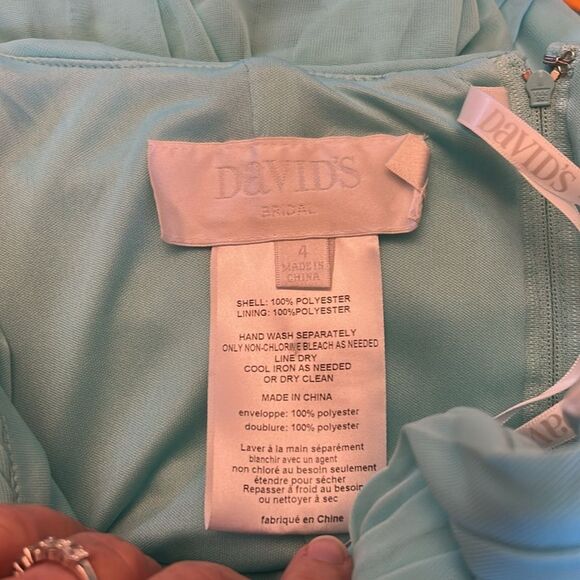 DaVID'S
BRIDAL
4
MADE IN
CHINA
SHELL: 100% POLYESTER
LINING: 100%POLYESTER
HAND WASH SEPARATELY
ONLY NON-CHLORINE BLEACH AS NEEDED
LINE DRY
COOL IRON AS NEEDED
OR DRY CLEAN
MADE IN CHINA
enveloppe: 100% polyester
doublure: 100% polyester
Laver à la main séparément
blanchir avec un agent
non chloré au besoin seulement
étendre pour sécher
Repasser à froid au besoin
ou nettoyer à sec
fabriqué en Chine
DaVID'S